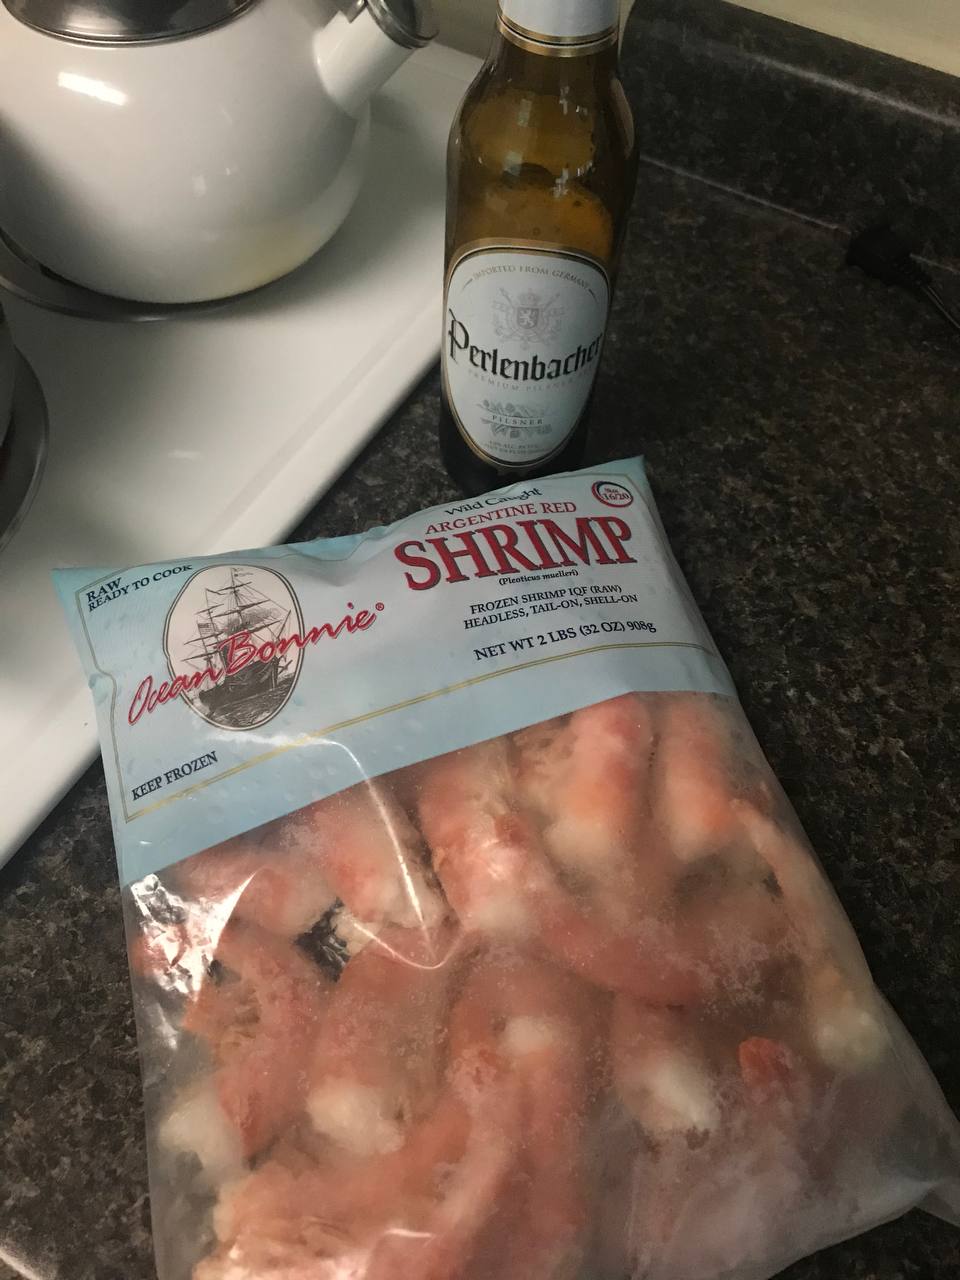 IMPORTED FROM GERMANY
Perlenbacher
PREMIUM PILSNER
PILSNER
Wild Caught
ARGENTINE RED
SHRIMP
(Pleoticus muelleri)
FROZEN SHRIMP IQF (RAW)
HEADLESS, TAIL-ON, SHELL-ON
NET WT 2 LBS (32 OZ) 908g
16/20
RAW
READY TO COOK
Ocean Bonnie®
KEEP FROZEN